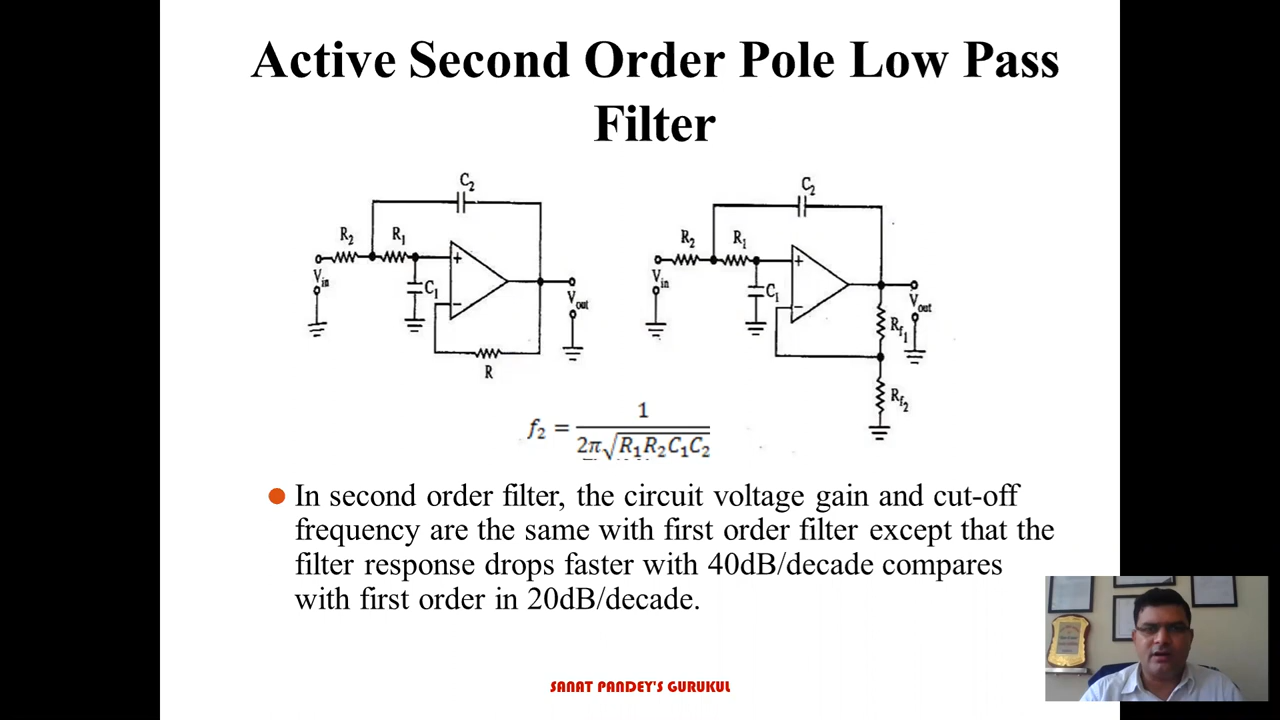 Active Second Order Pole Low Pass
Filter
C2
R2 R1
+
Vin
C1
−
Vout
R
C2
R2 R1
+
Vin
C1
−
Vout
Rf1
Rf2
f2 = 1 / 2π√R1R2C1C2
In second order filter, the circuit voltage gain and cut-off
frequency are the same with first order filter except that the
filter response drops faster with 40dB/decade compares
with first order in 20dB/decade.
SANAT PANDEY'S GURUKUL